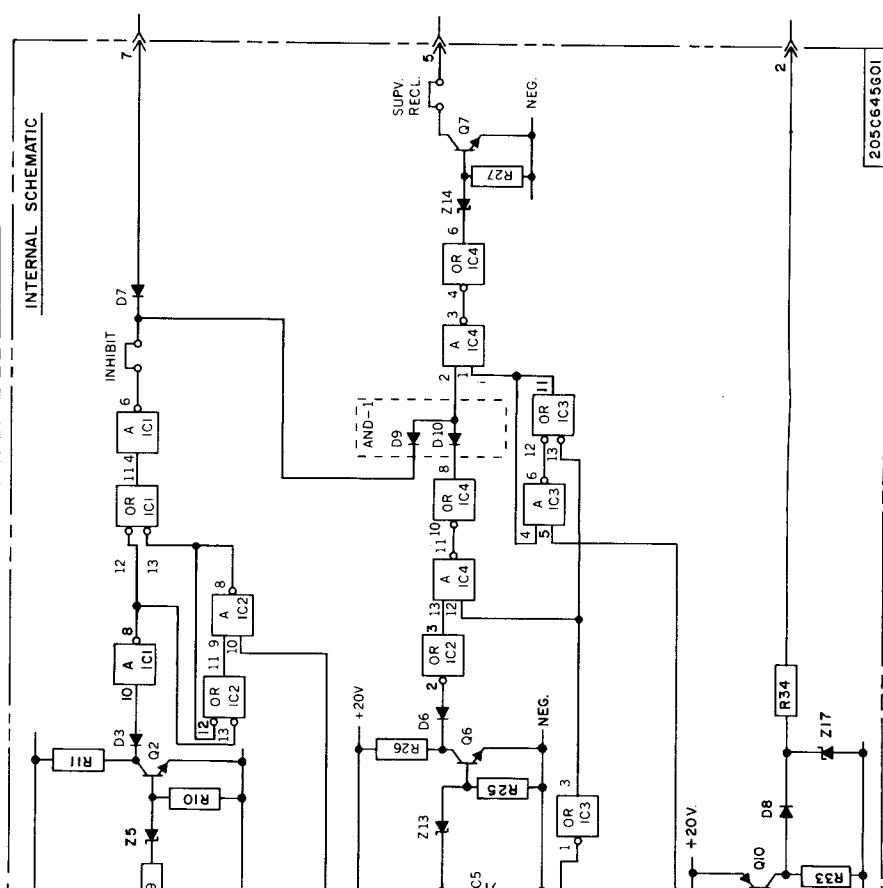 7
5
2
205C645G01
INTERNAL SCHEMATIC
SUPV.
RECL.
NEG.
Q7
R27
Z14
6
OR
IC4
4
3
A
IC4
2
1
D7
INHIBIT
6
A
IC1
4
11
OR
IC1
12
13
AND-1
D9
D10
8
OR
IC4
10
11
A
IC4
13
12
11
OR
IC3
12
13
6
A
IC3
4
5
8
A
IC1
10
8
A
IC2
9
10
11
OR
IC2
12
13
3
OR
IC2
2
D3
Q2
R11
R10
Z5
9
+20V
R26
D6
Q6
NEG.
R25
Z13
C5
3
OR
IC3
1
R34
Z17
D8
+20V
Q10
R33